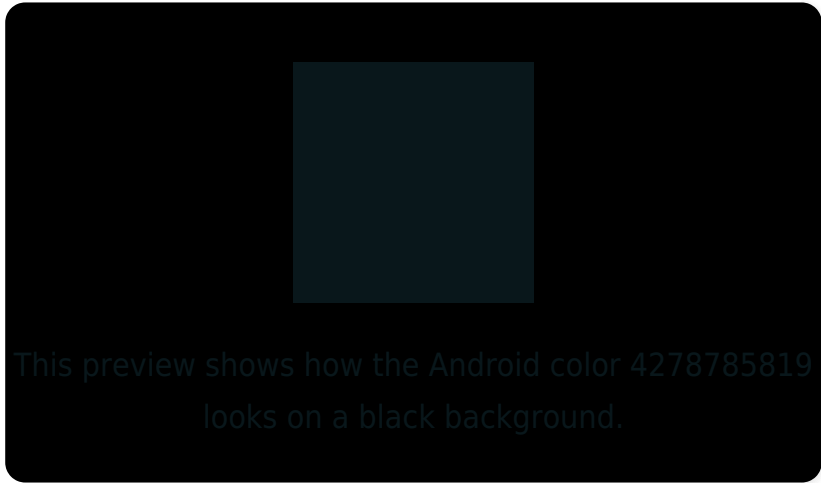 This preview shows how the Android color 4278785819
looks on a black background.